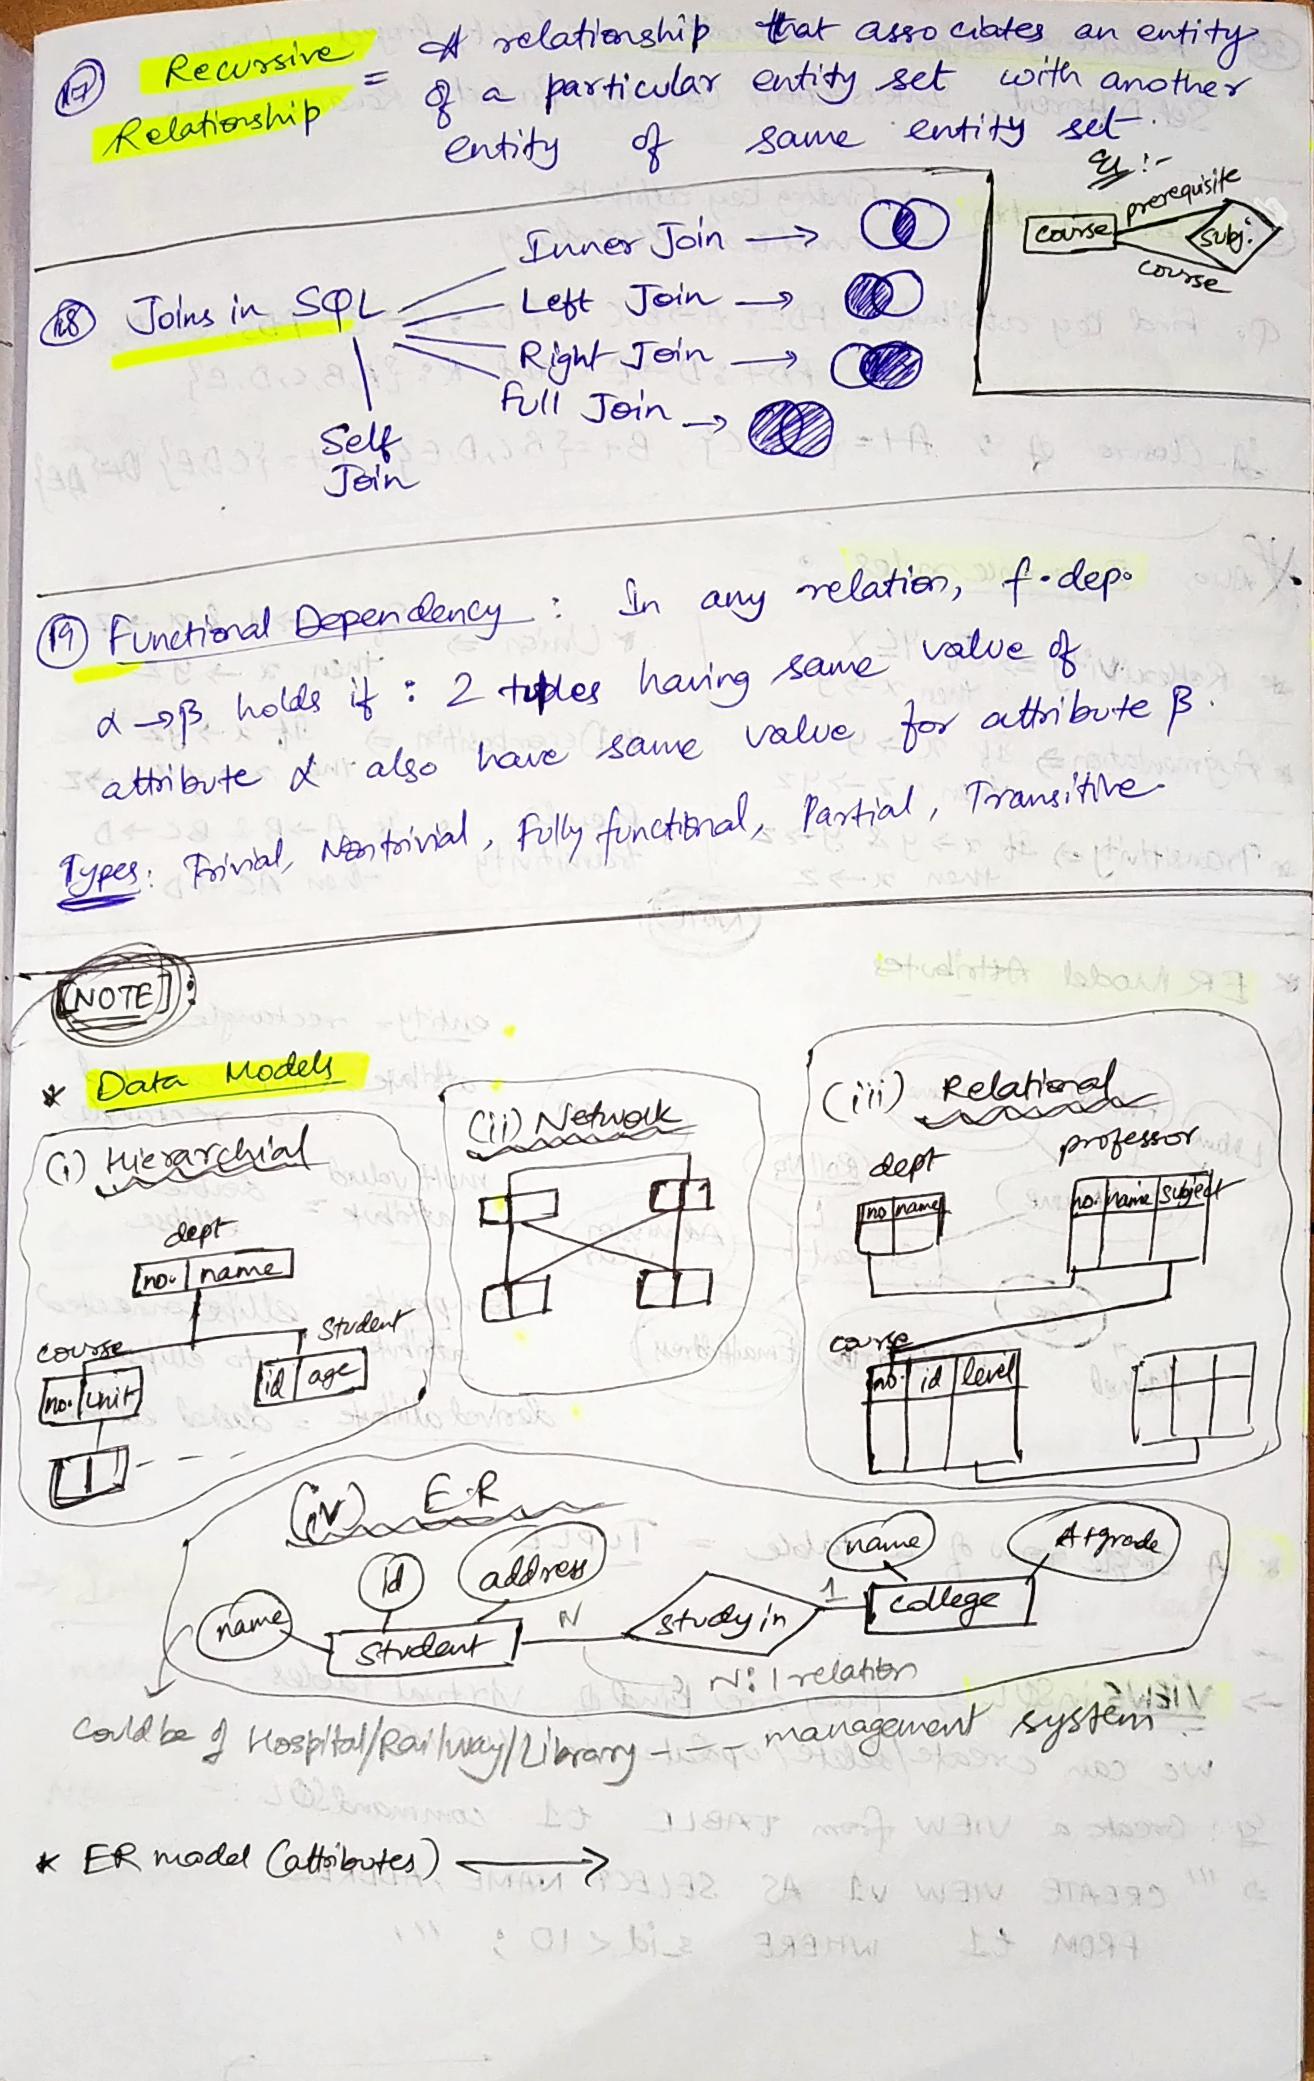 17 Recursive Relationship = A relationship that associates an entity
of a particular entity set with another
entity of same entity set.
Eg :-
course prerequisite subj.
course
18 Joins in SQL
Inner Join →
Left Join →
Right Join →
Full Join →
Self
Join
19 Functional Dependency : In any relation, f.dep.
α → β holds if : 2 tuples having same value of
attribute α also have same value for attribute β.
Types: Trivial, Nontrivial, Fully functional, Partial, Transitive
[NOTE]:
* Data Models
(i) Hierarchial
dept
no. name
course Student
no. unit id age
(ii) Network
(iii) Relational
dept professor
no name no. name subject
course
no. id level
(iv) E-R
name id address name A+grade
Student N study in 1 college
N:1 relation
Could be of Hospital/Railway/Library --- management system
* ER model (attributes) →